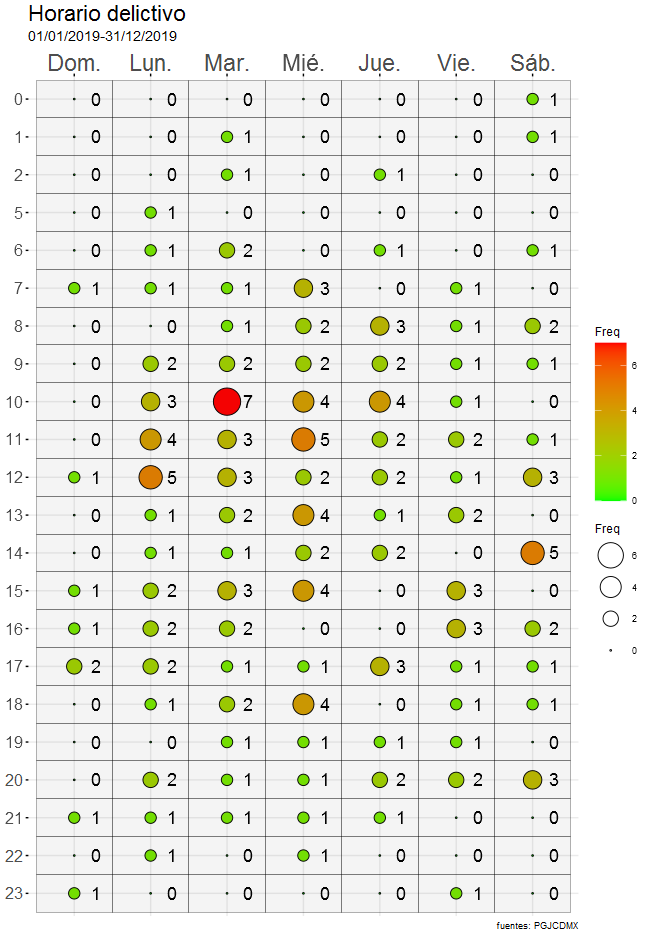 Horario delictivo
01/01/2019-31/12/2019
Dom. Lun. Mar. Mié. Jue. Vie. Sáb.
0 0 0 0 0 0 0 1
1 0 0 1 0 0 0 1
2 0 0 1 0 1 0 0
5 0 1 0 0 0 0 0
6 0 1 2 0 1 0 1
7 1 1 1 3 0 1 0
8 0 0 1 2 3 1 2
9 0 2 2 2 2 1 1
10 0 3 7 4 4 1 0
11 0 4 3 5 2 2 1
12 1 5 3 2 2 1 3
13 0 1 2 4 1 2 0
14 0 1 1 2 2 0 5
15 1 2 3 4 0 3 0
16 1 2 2 0 0 3 2
17 2 2 1 1 3 1 1
18 0 1 2 4 0 1 1
19 0 0 1 1 1 1 0
20 0 2 1 1 2 2 3
21 1 1 1 1 1 0 0
22 0 1 0 1 0 0 0
23 1 0 0 0 0 1 0
Freq
6
4
2
0
Freq
6
4
2
0
fuentes: PGJCDMX